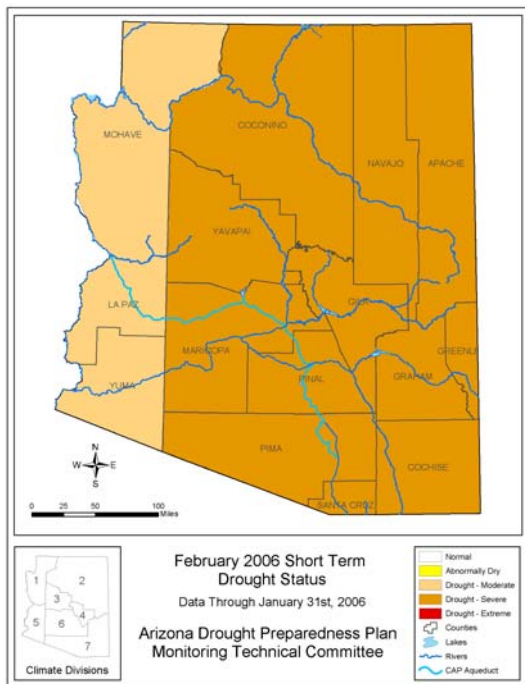 MOHAVE
COCONINO
NAVAJO
APACHE
YAVAPAI
LA PAZ
GILA
MARICOPA
GREENLE
YUMA
PINAL
GRAHAM
PIMA
COCHISE
SANTA CRUZ
N
W E
S
0 25 50 100
Miles
1 2
3
4
5 6
7
Climate Divisions
February 2006 Short Term
Drought Status
Data Through January 31st, 2006
Arizona Drought Preparedness Plan
Monitoring Technical Committee
Normal
Abnormally Dry
Drought - Moderate
Drought - Severe
Drought - Extreme
Counties
Lakes
Rivers
CAP Aqueduct